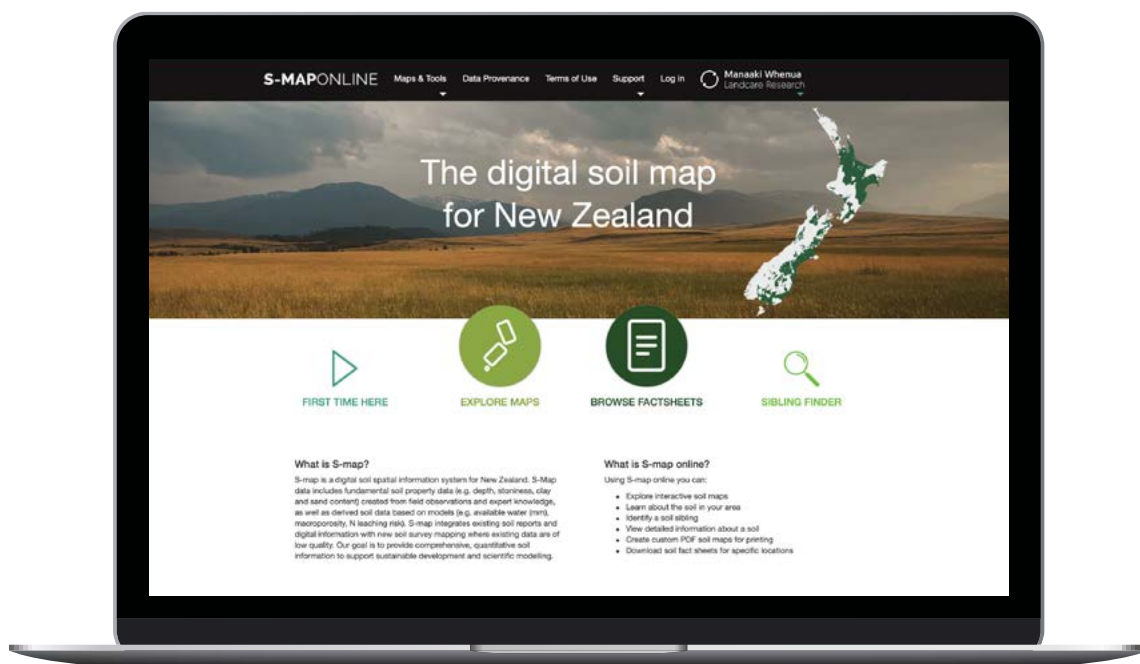 S-MAPONLINE Maps & Tools Data Provenance Terms of Use Support Log in Manaaki Whenua
Landcare Research
The digital soil map
for New Zealand
FIRST TIME HERE
EXPLORE MAPS
BROWSE FACTSHEETS
SIBLING FINDER
What is S-map?
S-map is a digital soil spatial information system for New Zealand. S-Map
data includes fundamental soil property data (e.g. depth, stoniness, clay
and sand content) created from field observations and expert knowledge,
as well as derived soil data based on models (e.g. available water (mm),
macroporosity, N leaching risk). S-map integrates existing soil reports and
digital information with new soil survey mapping where existing data are of
low quality. Our goal is to provide comprehensive, quantitative soil
information to support sustainable development and scientific modelling.
What is S-map online?
Using S-map online you can:
• Explore interactive soil maps
• Learn about the soil in your area
• Identify a soil sibling
• View detailed information about a soil
• Create custom PDF soil maps for printing
• Download soil fact sheets for specific locations